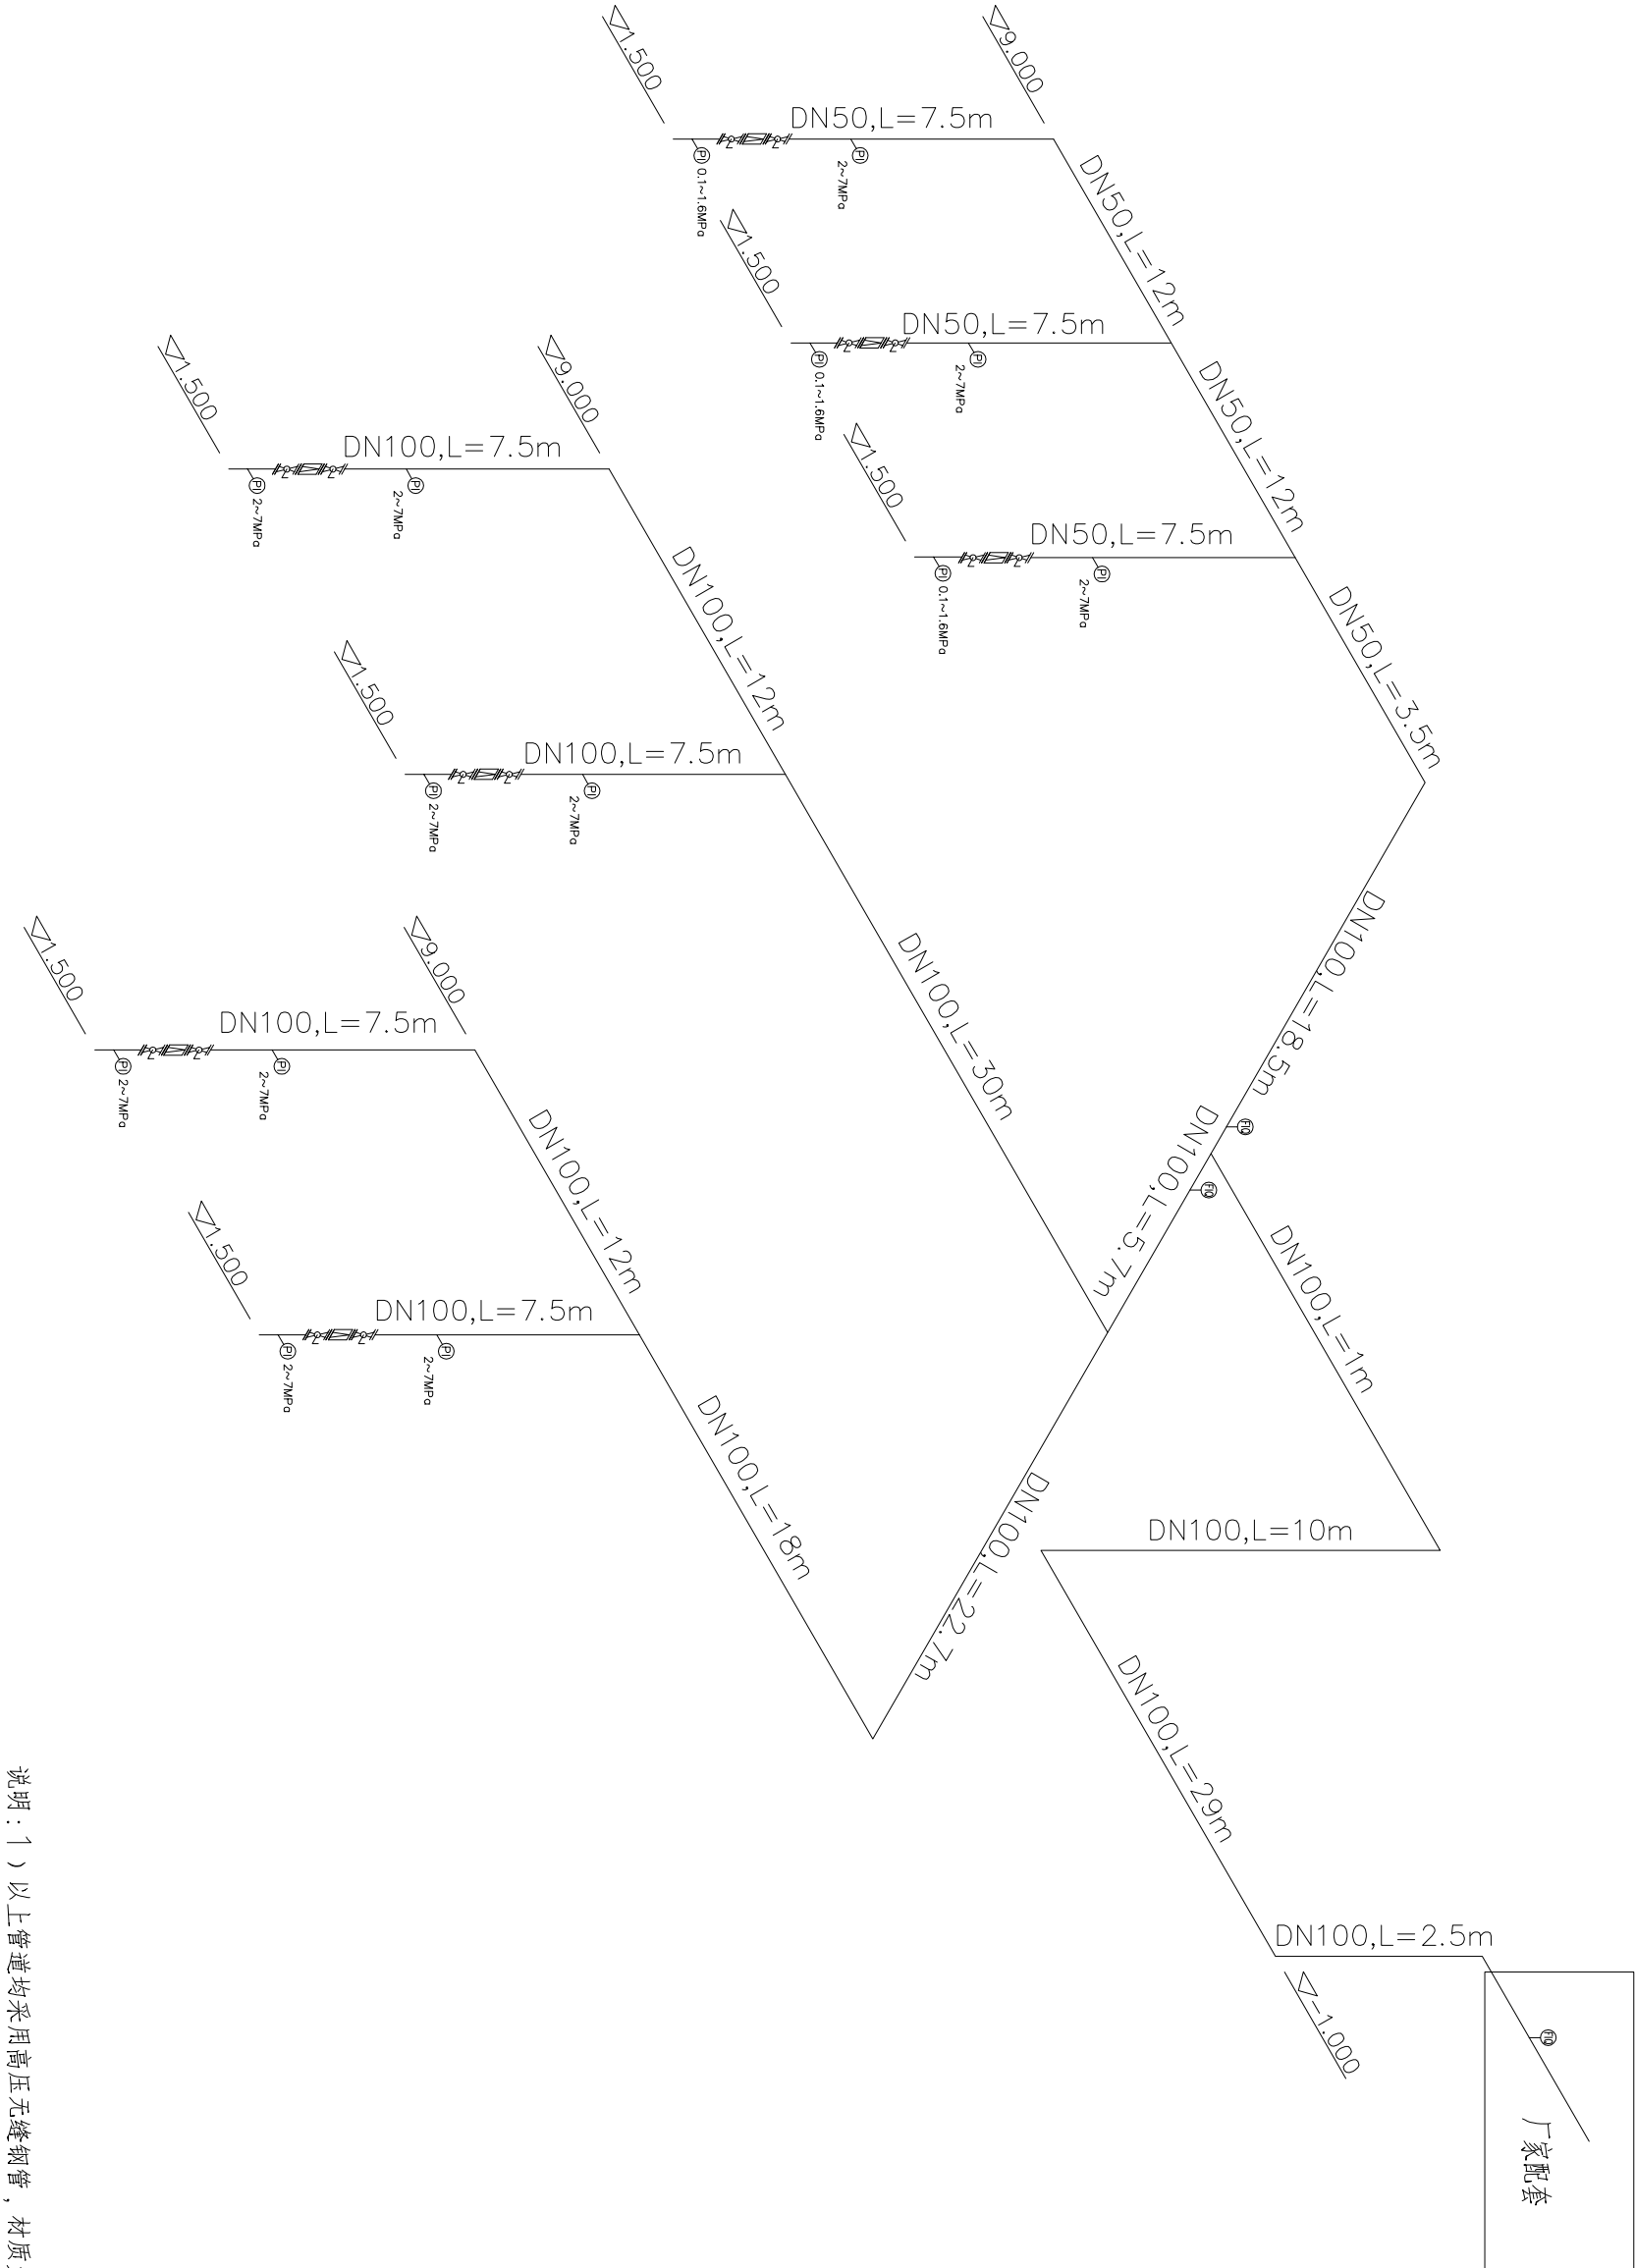 ▽9.000
▽1.500
DN50,L=7.5m
PI
2~7MPa
PI 0.1~1.6MPa
DN50,L=12m
▽1.500
DN50,L=7.5m
PI
2~7MPa
PI 0.1~1.6MPa
DN50,L=12m
▽1.500
DN50,L=7.5m
PI
2~7MPa
PI 0.1~1.6MPa
DN50,L=3.5m
▽9.000
▽1.500
DN100,L=7.5m
PI
2~7MPa
PI 2~7MPa
DN100,L=12m
▽1.500
DN100,L=7.5m
PI
2~7MPa
PI 2~7MPa
DN100,L=30m
DN100,L=18.5m
FIQ
DN100,L=5.7m
FIQ
▽9.000
▽1.500
DN100,L=7.5m
PI
2~7MPa
PI 2~7MPa
DN100,L=12m
▽1.500
DN100,L=7.5m
PI
2~7MPa
PI 2~7MPa
DN100,L=18m
DN100,L=22.7m
DN100,L=1m
DN100,L=10m
DN100,L=29m
DN100,L=2.5m
▽-1.000
FIQ
厂家配套
说明：1）以上管道均采用高压无缝钢管，材质